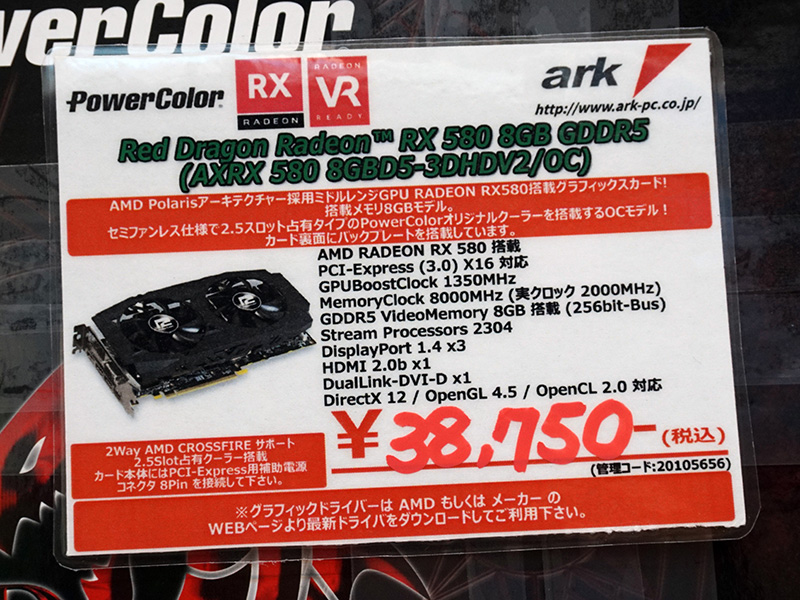 werColor
PowerColor
RX
RADEON
RADEON
VR
READY
ark
http://www.ark-pc.co.jp/
Red Dragon Radeon™ RX 580 8GB GDDR5
(AXRX 580 8GBD5-3DHDV2/OC)
AMD Polarisアーキテクチャー採用ミドルレンジGPU RADEON RX580搭載グラフィックスカード!
搭載メモリ8GBモデル。
セミファンレス仕様で2.5スロット占有タイプのPowerColorオリジナルクーラーを搭載するOCモデル!
カード裏面にバックプレートを搭載しています。
AMD RADEON RX 580 搭載
PCI-Express (3.0) X16 対応
GPUBoostClock 1350MHz
MemoryClock 8000MHz (実クロック 2000MHz)
GDDR5 VideoMemory 8GB 搭載 (256bit-Bus)
Stream Processors 2304
DisplayPort 1.4 x3
HDMI 2.0b x1
DualLink-DVI-D x1
DirectX 12 / OpenGL 4.5 / OpenCL 2.0 対応
¥38,750-(税込)
(管理コード:20105656)
2Way AMD CROSSFIRE サポート
2.5Slot占有クーラー搭載
カード本体にはPCI-Express用補助電源
コネクタ 8Pin を接続して下さい。
※グラフィックドライバーは AMD もしくは メーカー の
WEBページより最新ドライバをダウンロードしてご利用下さい。